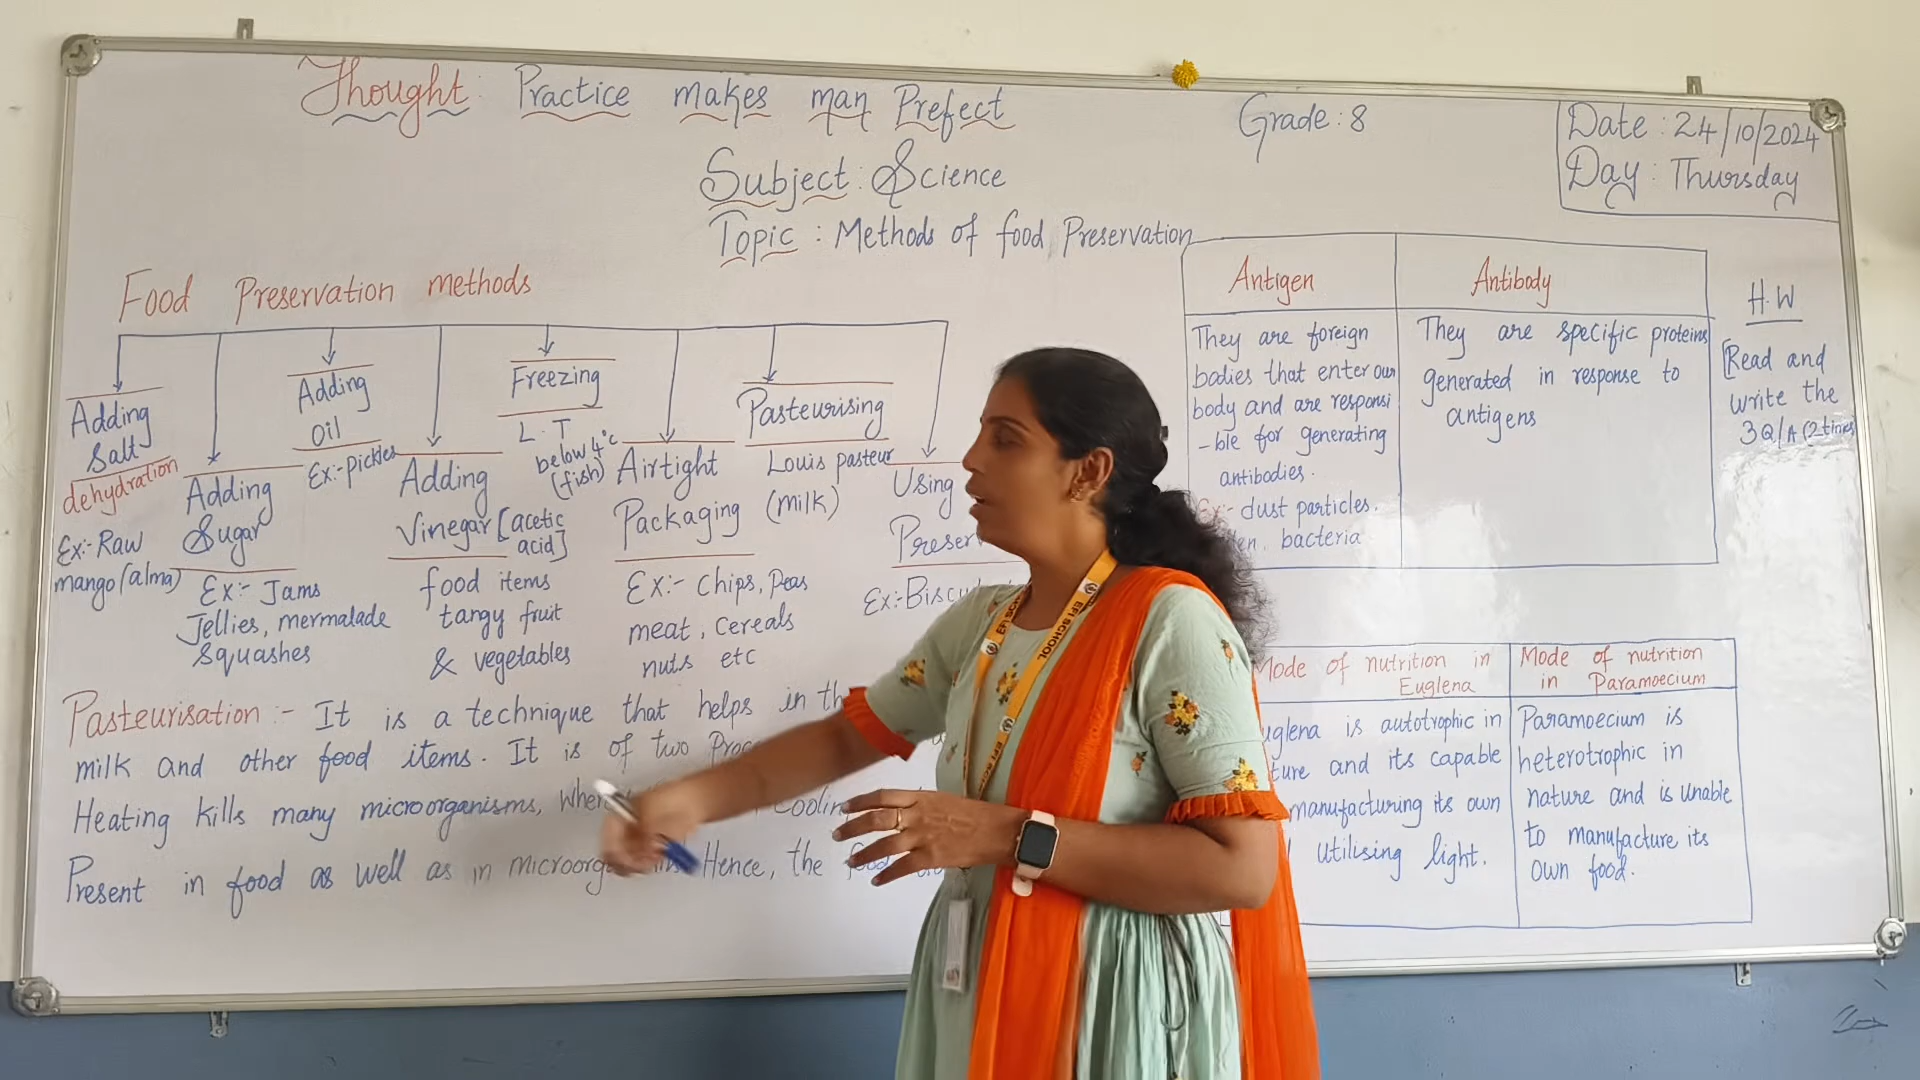 Thought : Practice makes man Prefect
Grade : 8
Date : 24/10/2024
Day : Thursday
Subject : Science
Topic : Methods of food Preservation
Food Preservation methods
Adding
Salt
dehydration
Ex:- Raw
mango (alma)
Adding
Sugar
Ex:- Jams
Jellies, mermalade
Squashes
Adding
Oil
Ex:- pickles
Adding
Vinegar [acetic
acid]
food items
tangy fruit
& vegetables
Freezing
L.T
below 4°c
(fish)
Airtight
Packaging
Ex:- chips, Peas
meat, cereals
nuts etc
Pasteurising
Louis pasteur
(milk)
Using
Ex:-
Pasteurisation :- It is a technique that helps in
milk and other food items. It is of two
Heating kills many microorganisms, Cooling
Present in food as well as in Hence, the
Antigen
They are foreign
bodies that enter our
body and are responsi
-ble for generating
antibodies.
Ex:- dust particles.
bacteria
Antibody
They are specific proteins
generated in response to
antigens
H.W
[Read and
write the
3Q/A (2 times
Mode of nutrition in
Euglena
is autotrophic in
and its capable
manufacturing its own
utilising light.
Mode of nutrition
in Paramoecium
Paramoecium is
heterotrophic in
nature and is unable
to manufacture its
own food.
EFI SCHOOL